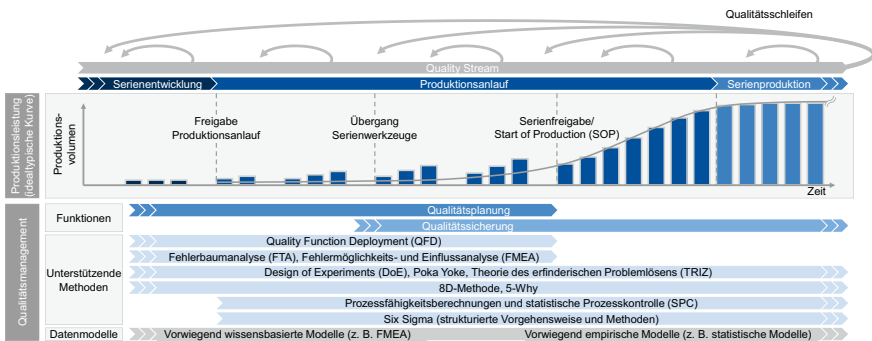 Qualitätsschleifen
Quality Stream
Serienentwicklung
Produktionsanlauf
Serienproduktion
Produktionsleistung
(idealtypische Kurve)
Produktions-
volumen
Freigabe
Produktionsanlauf
Übergang
Serienwerkzeuge
Serienfreigabe/
Start of Production (SOP)
Zeit
Qualitätsmanagement
Funktionen
Qualitätsplanung
Qualitätssicherung
Unterstützende
Methoden
Quality Function Deployment (QFD)
Fehlerbaumanalyse (FTA), Fehlermöglichkeits- und Einflussanalyse (FMEA)
Design of Experiments (DoE), Poka Yoke, Theorie des erfinderischen Problemlösens (TRIZ)
8D-Methode, 5-Why
Prozessfähigkeitsberechnungen und statistische Prozesskontrolle (SPC)
Six Sigma (strukturierte Vorgehensweise und Methoden)
Datenmodelle
Vorwiegend wissensbasierte Modelle (z. B. FMEA)
Vorwiegend empirische Modelle (z. B. statistische Modelle)